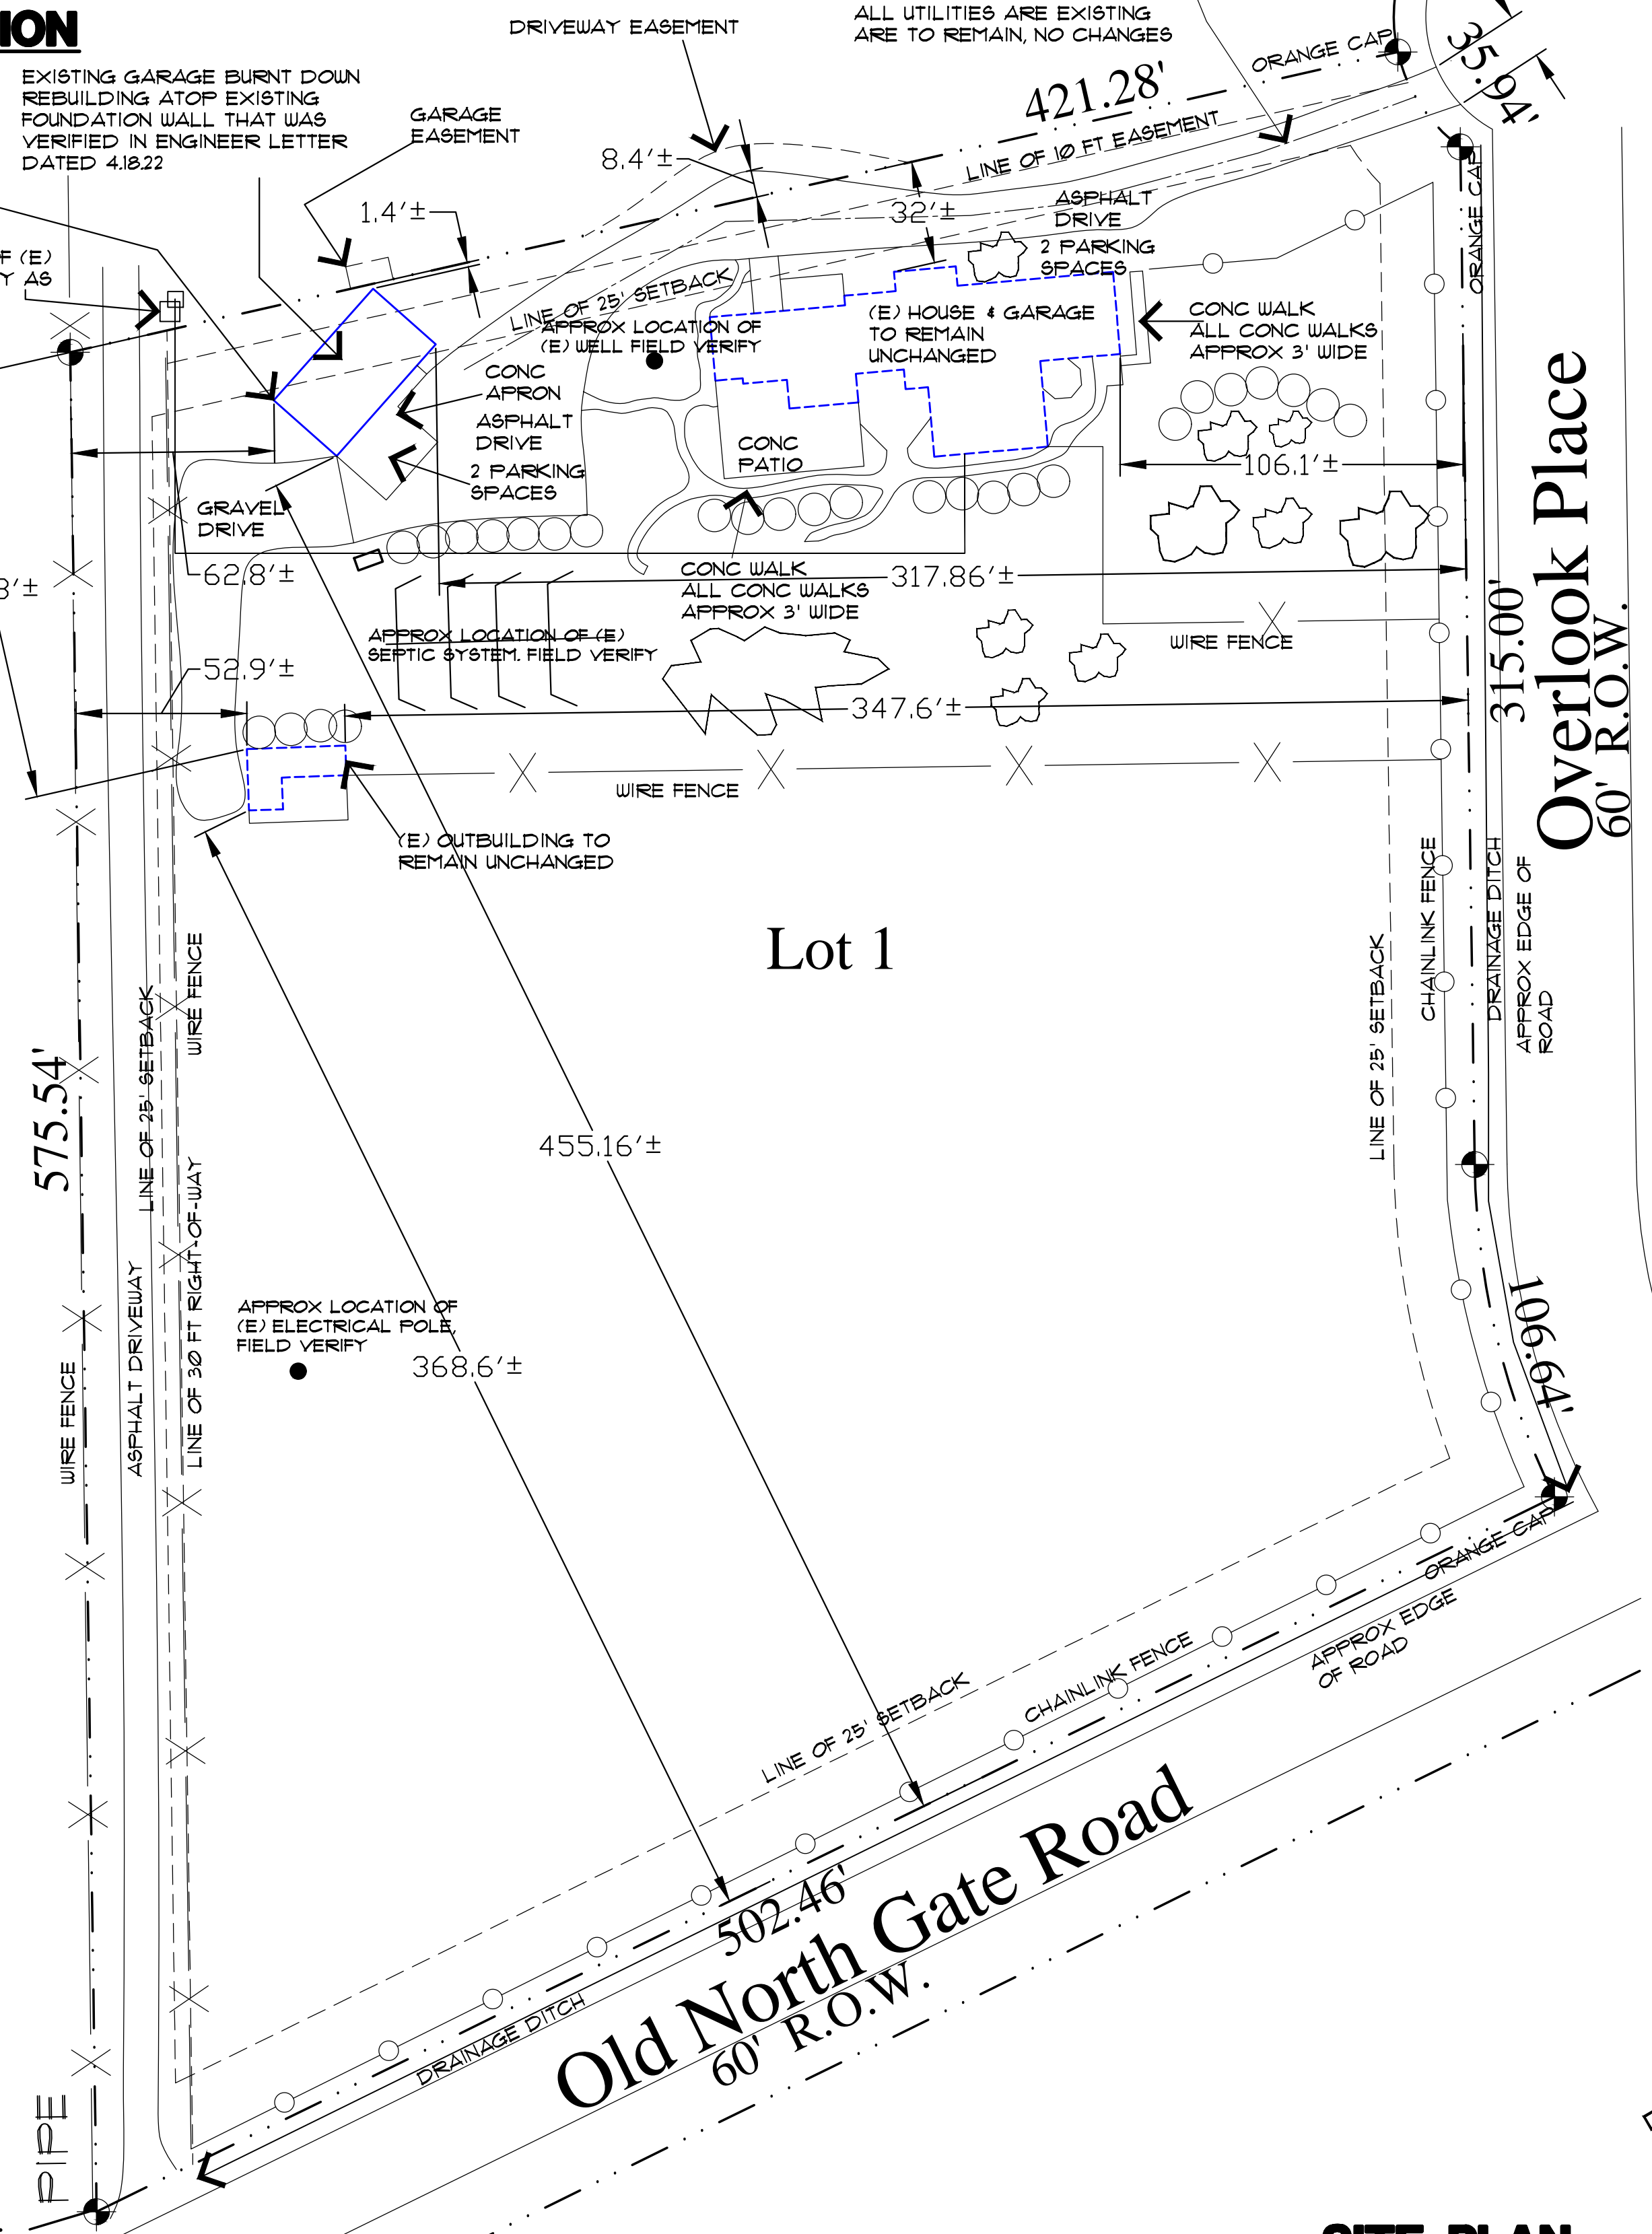 ION
EXISTING GARAGE BURNT DOWN
REBUILDING ATOP EXISTING
FOUNDATION WALL THAT WAS
VERIFIED IN ENGINEER LETTER
DATED 4.18.22
DRIVEWAY EASEMENT
ALL UTILITIES ARE EXISTING
ARE TO REMAIN, NO CHANGES
GARAGE
EASEMENT
8.4'±
1.4'±
32'±
421.28'
LINE OF 10 FT EASEMENT
ORANGE CAP
35.94'
ORANGE CAP
ORANGE CAP
ASPHALT
DRIVE
2 PARKING
SPACES
F (E)
Y AS
LINE OF 25' SETBACK
APPROX LOCATION OF
(E) WELL FIELD VERIFY
(E) HOUSE & GARAGE
TO REMAIN
UNCHANGED
CONC WALK
ALL CONC WALKS
APPROX 3' WIDE
CONC
APRON
ASPHALT
DRIVE
2 PARKING
SPACES
CONC
PATIO
106.1'±
GRAVEL
DRIVE
8'±
62.8'±
CONC WALK
ALL CONC WALKS
APPROX 3' WIDE
317.86'±
APPROX LOCATION OF (E)
SEPTIC SYSTEM. FIELD VERIFY
WIRE FENCE
52.9'±
347.6'±
315.00'
Overlook Place
60' R.O.W.
WIRE FENCE
(E) OUTBUILDING TO
REMAIN UNCHANGED
Lot 1
WIRE FENCE
LINE OF 25' SETBACK
575.54'
LINE OF 25' SETBACK
CHAINLINK FENCE
DRAINAGE DITCH
APPROX EDGE OF
ROAD
455.16'±
LINE OF 30 FT RIGHT-OF-WAY
ASPHALT DRIVEWAY
WIRE FENCE
APPROX LOCATION OF
(E) ELECTRICAL POLE,
FIELD VERIFY
368.6'±
106.64'
ORANGE CAP
APPROX EDGE
OF ROAD
CHAINLINK FENCE
LINE OF 25' SETBACK
502.46'
Old North Gate Road
60' R.O.W.
DRAINAGE DITCH
PIPE
SITE PLAN